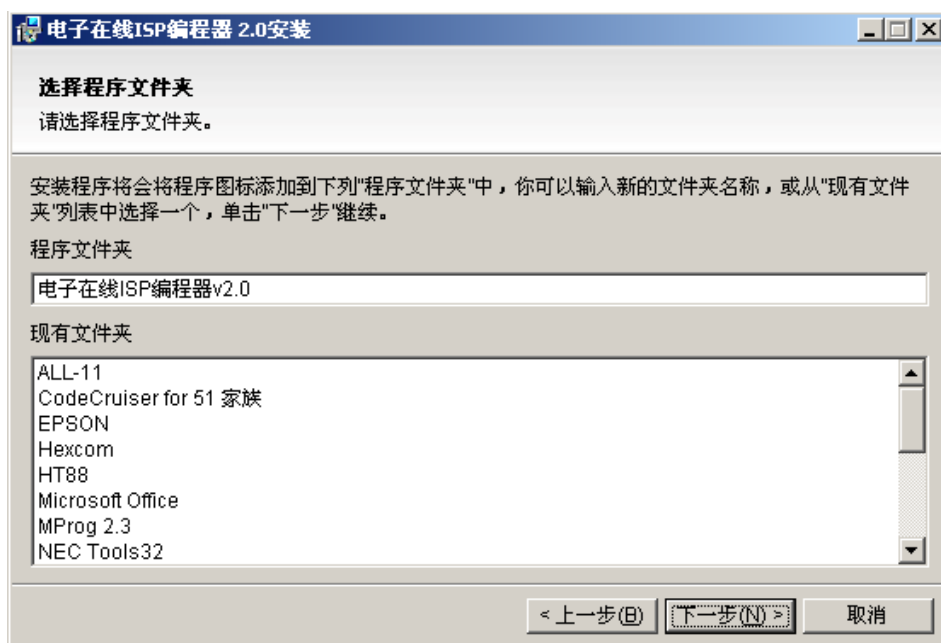 电子在线ISP编程器 2.0安装
选择程序文件夹
请选择程序文件夹。
安装程序将会将程序图标添加到下列"程序文件夹"中，你可以输入新的文件夹名称，或从"现有文件
夹"列表中选择一个，单击"下一步"继续。
程序文件夹
电子在线ISP编程器v2.0
现有文件夹
ALL-11
CodeCruiser for 51 家族
EPSON
Hexcom
HT88
Microsoft Office
MProg 2.3
NEC Tools32
< 上一步(B) 下一步(N) > 取消